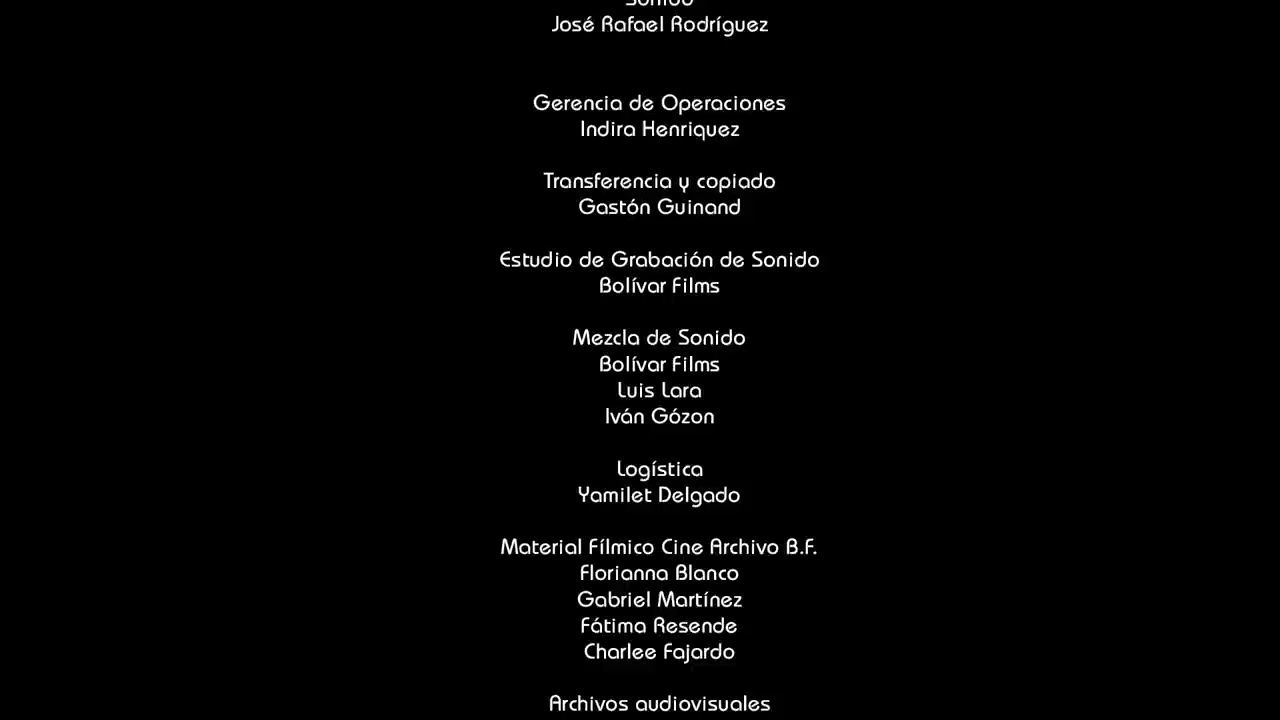 Sonido
José Rafael Rodríguez
Gerencia de Operaciones
Indira Henriquez
Transferencia y copiado
Gastón Guinand
Estudio de Grabación de Sonido
Bolívar Films
Mezcla de Sonido
Bolívar Films
Luis Lara
Iván Gózon
Logística
Yamilet Delgado
Material Fílmico Cine Archivo B.F.
Florianna Blanco
Gabriel Martínez
Fátima Resende
Charlee Fajardo
Archivos audiovisuales